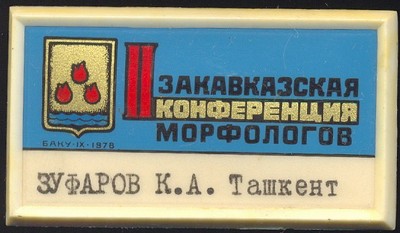 II ЗАКАВКАЗСКАЯ
КОНФЕРЕНЦИЯ
МОРФОЛОГОВ
БАКУ-IX-1978
ЗУФАРОВ К.А. Ташкент